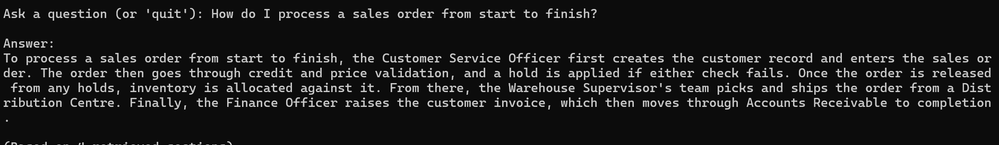 Ask a question (or 'quit'): How do I process a sales order from start to finish?
Answer:
To process a sales order from start to finish, the Customer Service Officer first creates the customer record and enters the sales or
der. The order then goes through credit and price validation, and a hold is applied if either check fails. Once the order is released
 from any holds, inventory is allocated against it. From there, the Warehouse Supervisor's team picks and ships the order from a Dist
ribution Centre. Finally, the Finance Officer raises the customer invoice, which then moves through Accounts Receivable to completion
.
(Based on 4 retrieved sections)